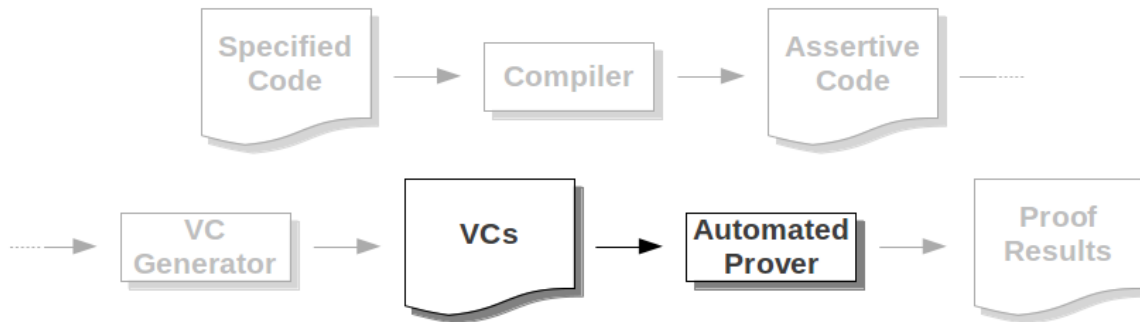 Specified
Code
Compiler
Assertive
Code
VC
Generator
VCs
Automated
Prover
Proof
Results